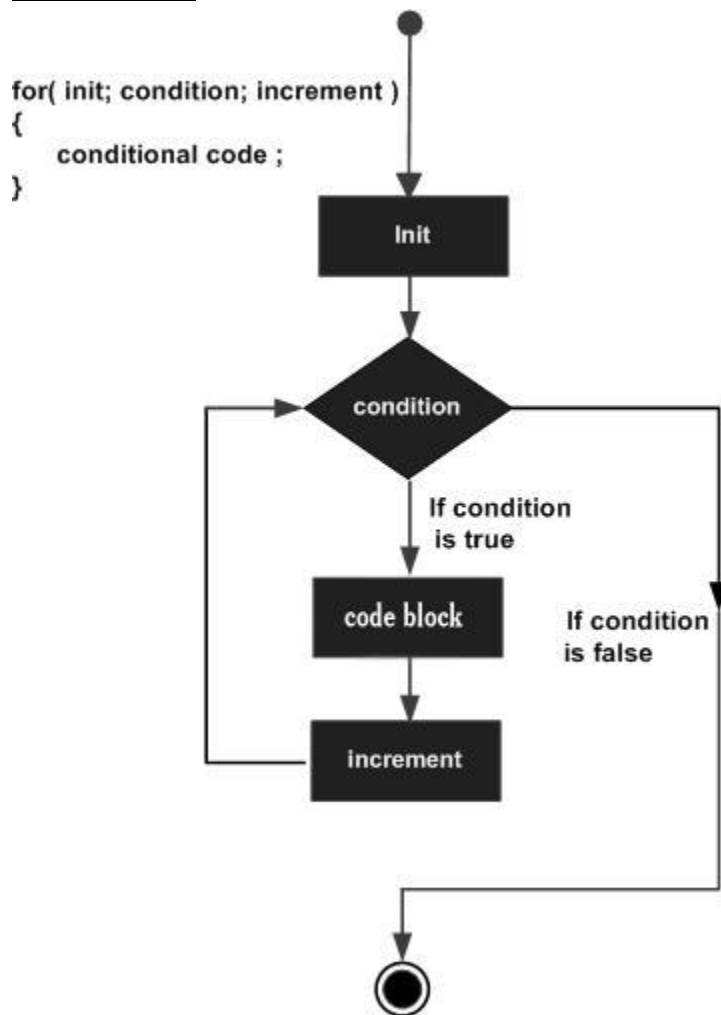 for( init; condition; increment )
{
conditional code ;
}
Init
condition
If condition
is true
code block
If condition
is false
increment